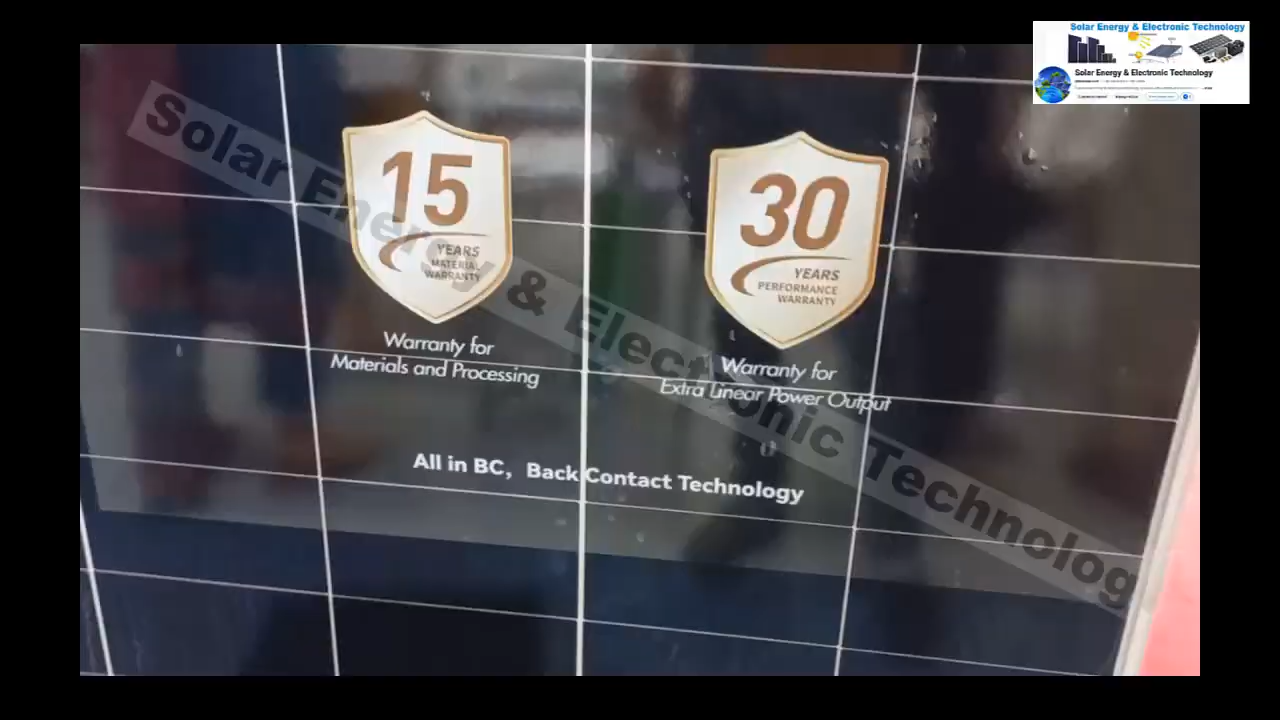 Solar Energy & Electronic Technology
Solar Energy & Electronic Technology
15
YEARS
MATERIAL
WARRANTY
Warranty for
Materials and Processing
30
YEARS
PERFORMANCE
WARRANTY
Warranty for
Extra Linear Power Output
All in BC, Back Contact Technology
Solar Energy & Electronic Technology